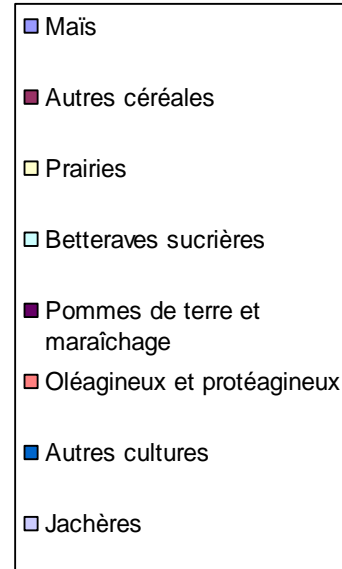 Maïs
Autres céréales
Prairies
Betteraves sucrières
Pommes de terre et
maraîchage
Oléagineux et protéagineux
Autres cultures
Jachères